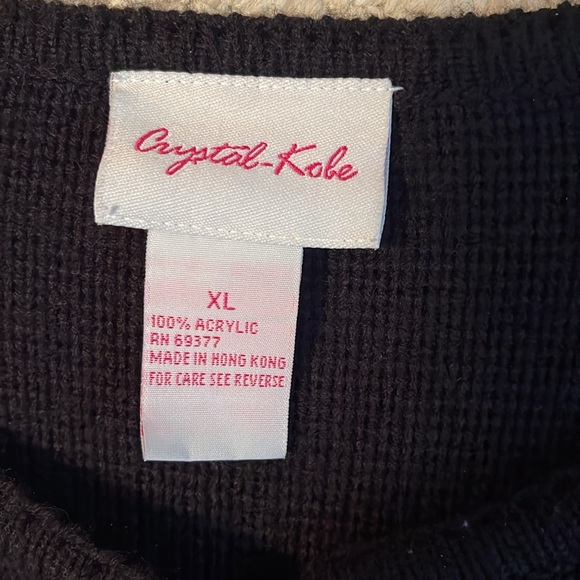 Crystal-Kobe
XL
100% ACRYLIC
RN 69377
MADE IN HONG KONG
FOR CARE SEE REVERSE